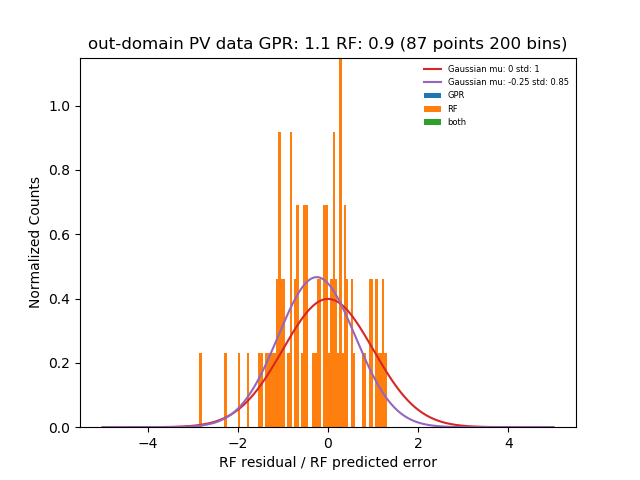 out-domain PV data GPR: 1.1 RF: 0.9 (87 points 200 bins)
Gaussian mu: 0 std: 1
Gaussian mu: -0.25 std: 0.85
GPR
RF
both
Normalized Counts
1.0
0.8
0.6
0.4
0.2
0.0
−4 −2 0 2 4
RF residual / RF predicted error